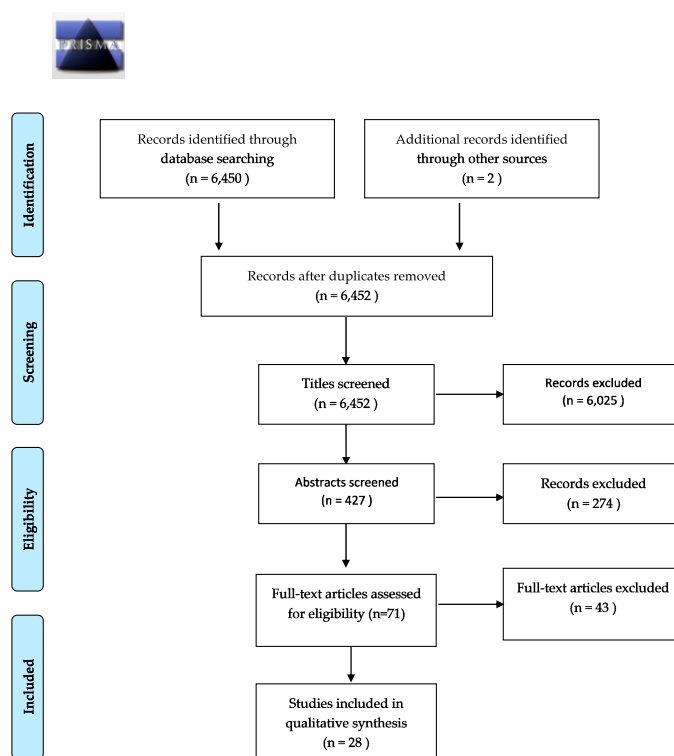 PRISMA
Identification
Records identified through
database searching
(n = 6,450 )
Additional records identified
through other sources
(n = 2 )
Records after duplicates removed
(n = 6,452 )
Screening
Titles screened
(n = 6,452 )
Records excluded
(n = 6,025 )
Eligibility
Abstracts screened
(n = 427 )
Records excluded
(n = 274 )
Full-text articles assessed
for eligibility (n=71)
Full-text articles excluded
(n = 43 )
Included
Studies included in
qualitative synthesis
(n = 28 )